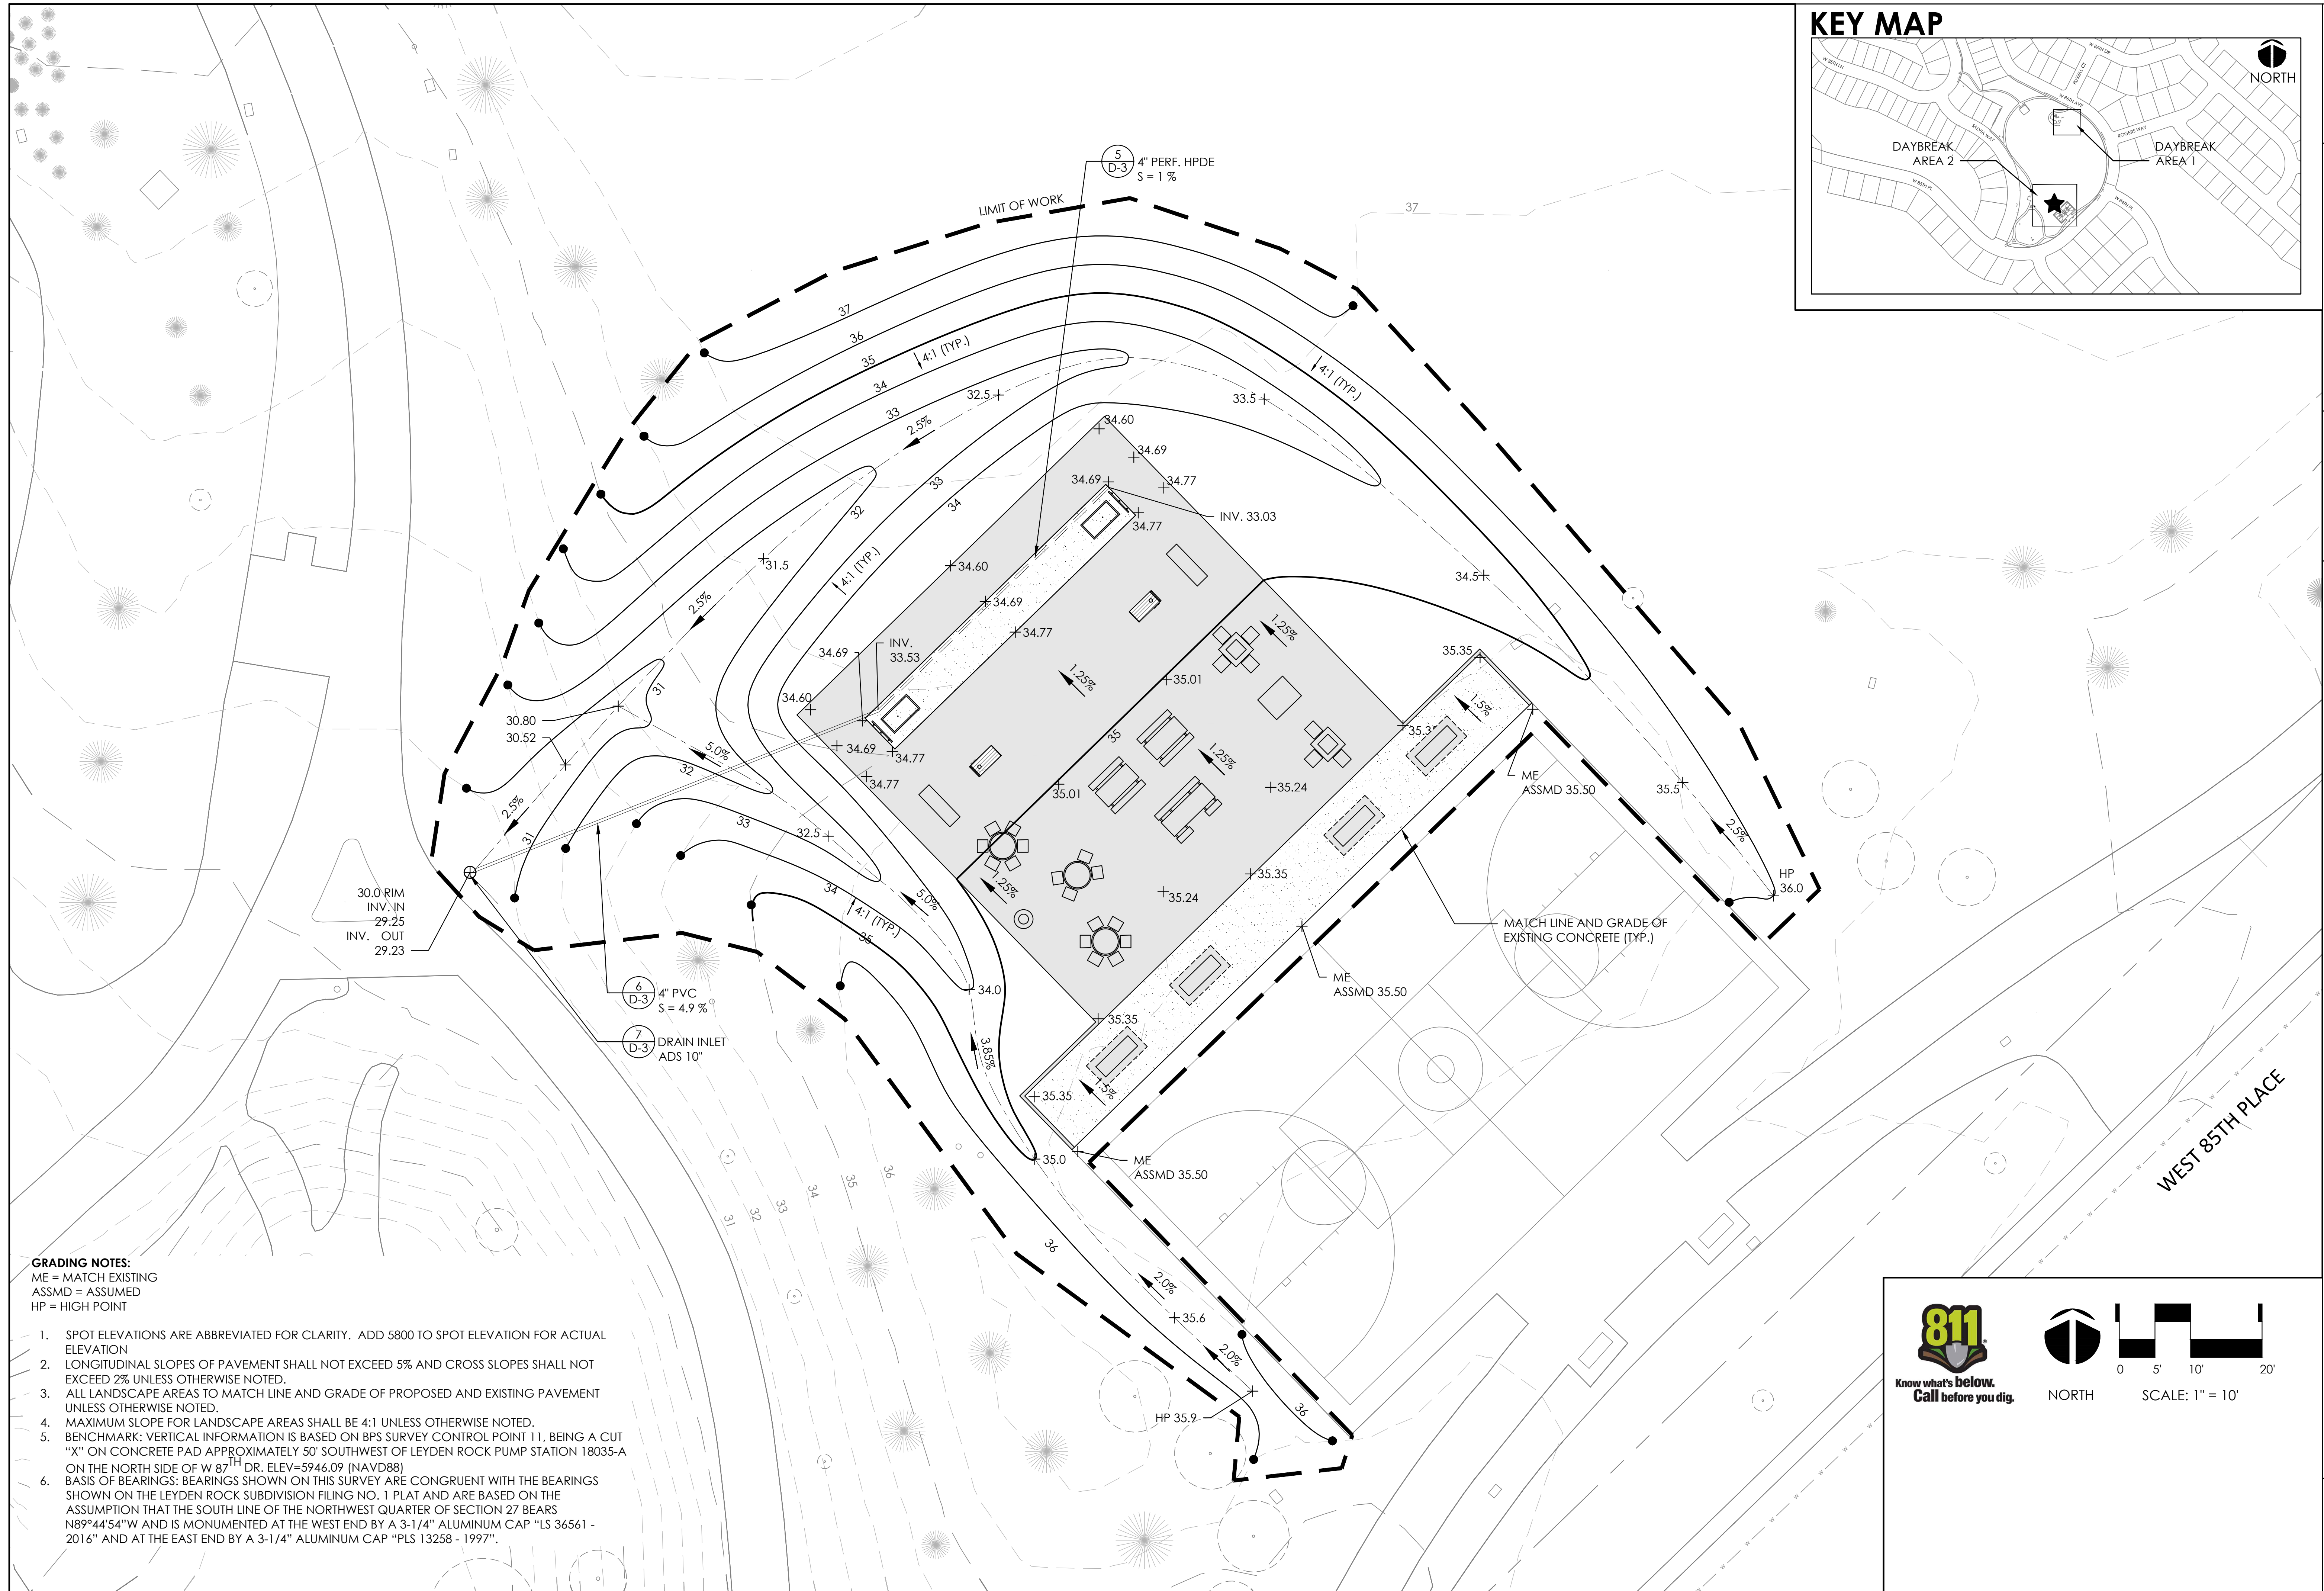 KEY MAP
NORTH
W 85TH LN
W 86TH DR
RUSSELL CT
W 86TH AVE
ROGERS WAY
SALVIA WAY
W 85TH PL
W 86TH PL
DAYBREAK
AREA 2
DAYBREAK
AREA 1
5
D-3
4" PERF. HPDE
S = 1 %
LIMIT OF WORK
37
37
36
35
34
33
4:1 (TYP.)
4:1 (TYP.)
32.5
33.5
2.5%
34.60
34.69
34.69
34.77
34.77
INV. 33.03
33
34
32
31.5
4:1 (TYP.)
34.60
34.69
34.77
34.5
2.5%
1.25%
INV.
33.53
34.69
1.25%
35.01
35.35
1.5%
31
34.60
30.80
30.52
34.69
34.77
34.77
5.0%
32
35
1.25%
35.01
35.24
ME
ASSMD 35.50
35.5
2.5%
2.5%
31
33
32.5
HP
36.0
30.0 RIM
INV. IN
29.25
INV. OUT
29.23
34
4:1 (TYP.)
35
5.0%
1.25%
35.35
35.24
MATCH LINE AND GRADE OF
EXISTING CONCRETE (TYP.)
ME
ASSMD 35.50
34.0
6
D-3
4" PVC
S = 4.9 %
7
D-3
DRAIN INLET
ADS 10"
35.35
3.85%
35.35
1.5%
35.0
ME
ASSMD 35.50
31
32
33
34
35
36
36
2.0%
35.6
2.0%
HP 35.9
36
WEST 85TH PLACE
W
GRADING NOTES:
ME = MATCH EXISTING
ASSMD = ASSUMED
HP = HIGH POINT
1. SPOT ELEVATIONS ARE ABBREVIATED FOR CLARITY. ADD 5800 TO SPOT ELEVATION FOR ACTUAL
ELEVATION
2. LONGITUDINAL SLOPES OF PAVEMENT SHALL NOT EXCEED 5% AND CROSS SLOPES SHALL NOT
EXCEED 2% UNLESS OTHERWISE NOTED.
3. ALL LANDSCAPE AREAS TO MATCH LINE AND GRADE OF PROPOSED AND EXISTING PAVEMENT
UNLESS OTHERWISE NOTED.
4. MAXIMUM SLOPE FOR LANDSCAPE AREAS SHALL BE 4:1 UNLESS OTHERWISE NOTED.
5. BENCHMARK: VERTICAL INFORMATION IS BASED ON BPS SURVEY CONTROL POINT 11, BEING A CUT
“X” ON CONCRETE PAD APPROXIMATELY 50' SOUTHWEST OF LEYDEN ROCK PUMP STATION 18035-A
ON THE NORTH SIDE OF W 87TH DR. ELEV=5946.09 (NAVD88)
6. BASIS OF BEARINGS: BEARINGS SHOWN ON THIS SURVEY ARE CONGRUENT WITH THE BEARINGS
SHOWN ON THE LEYDEN ROCK SUBDIVISION FILING NO. 1 PLAT AND ARE BASED ON THE
ASSUMPTION THAT THE SOUTH LINE OF THE NORTHWEST QUARTER OF SECTION 27 BEARS
N89°44'54"W AND IS MONUMENTED AT THE WEST END BY A 3-1/4” ALUMINUM CAP “LS 36561 -
2016” AND AT THE EAST END BY A 3-1/4” ALUMINUM CAP “PLS 13258 - 1997”.
811
Know what's below.
Call before you dig.
NORTH
0 5' 10' 20'
SCALE: 1" = 10'